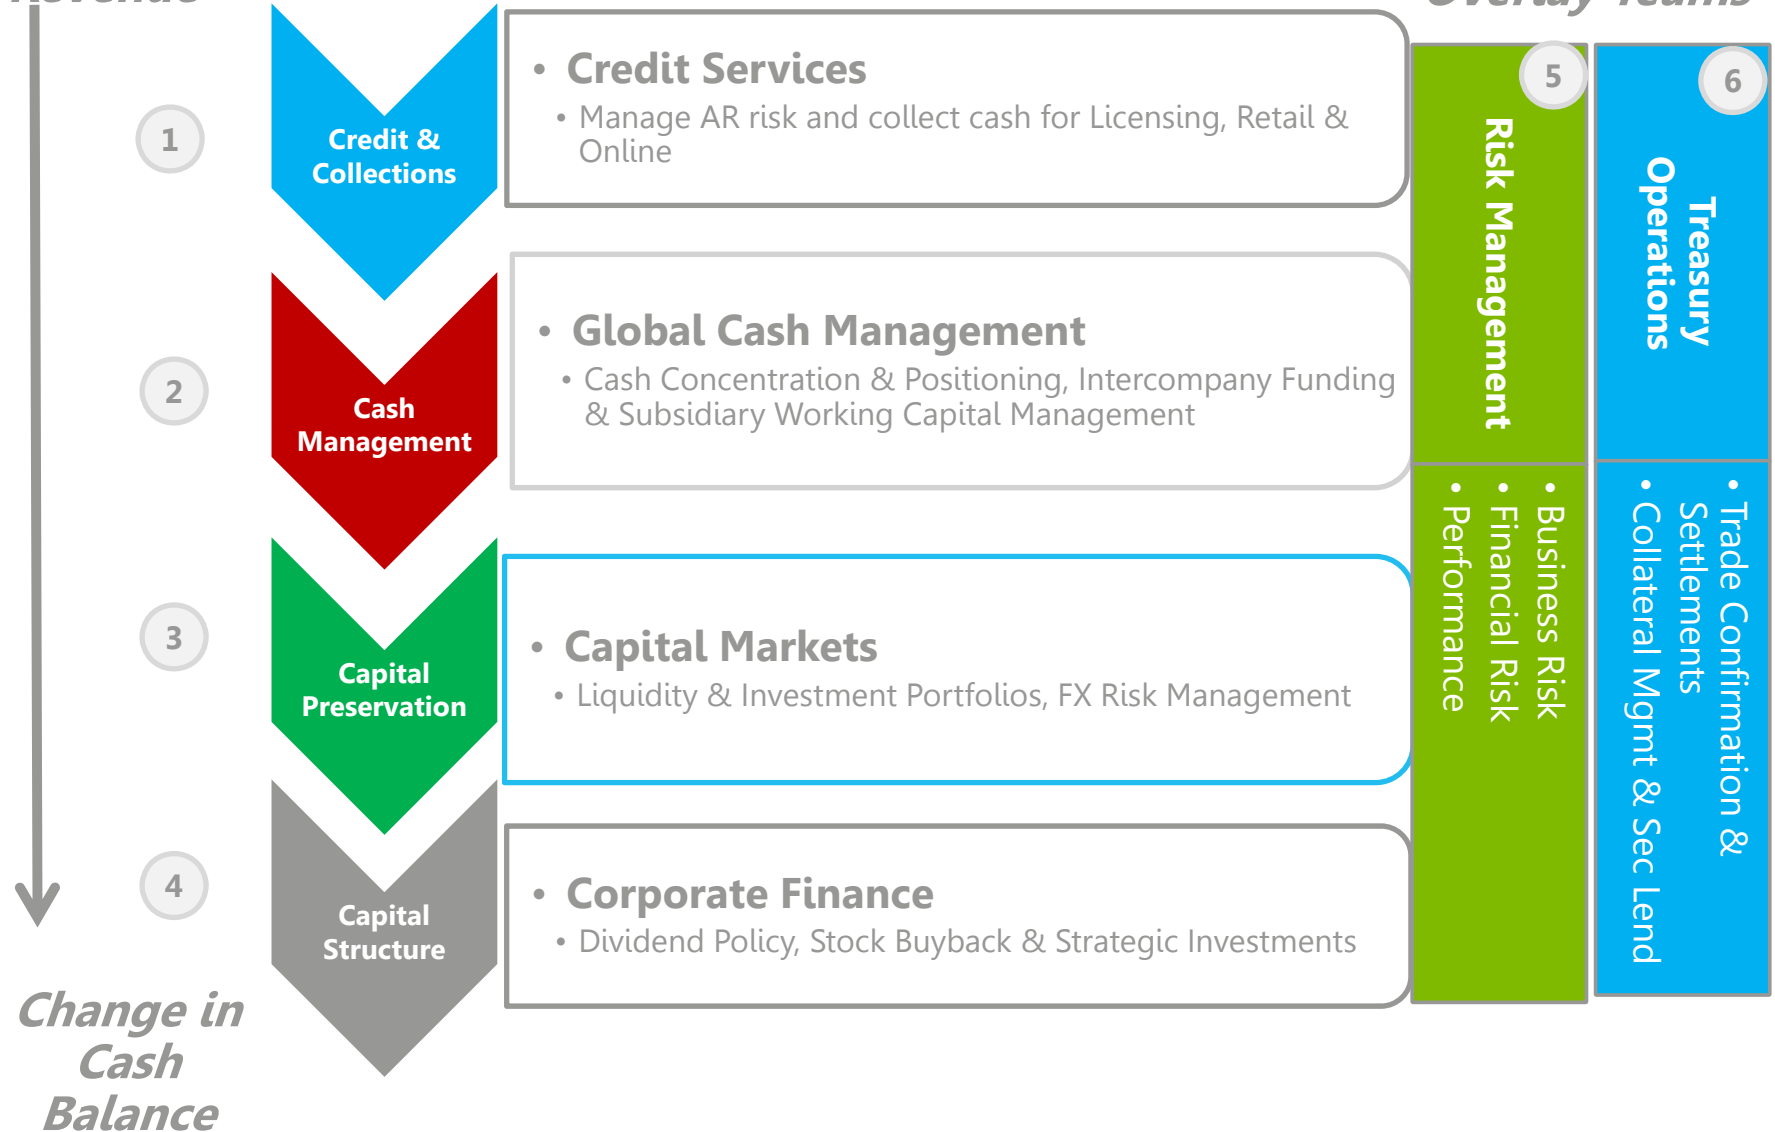 Revenue
Overlay Teams
1
Credit &
Collections
• Credit Services
• Manage AR risk and collect cash for Licensing, Retail &
Online
2
Cash
Management
• Global Cash Management
• Cash Concentration & Positioning, Intercompany Funding
& Subsidiary Working Capital Management
3
Capital
Preservation
• Capital Markets
• Liquidity & Investment Portfolios, FX Risk Management
4
Capital
Structure
• Corporate Finance
• Dividend Policy, Stock Buyback & Strategic Investments
Change in
Cash
Balance
5
Risk Management
• Business Risk
• Financial Risk
• Performance
6
Treasury
Operations
• Trade Confirmation &
Settlements
• Collateral Mgmt & Sec Lend